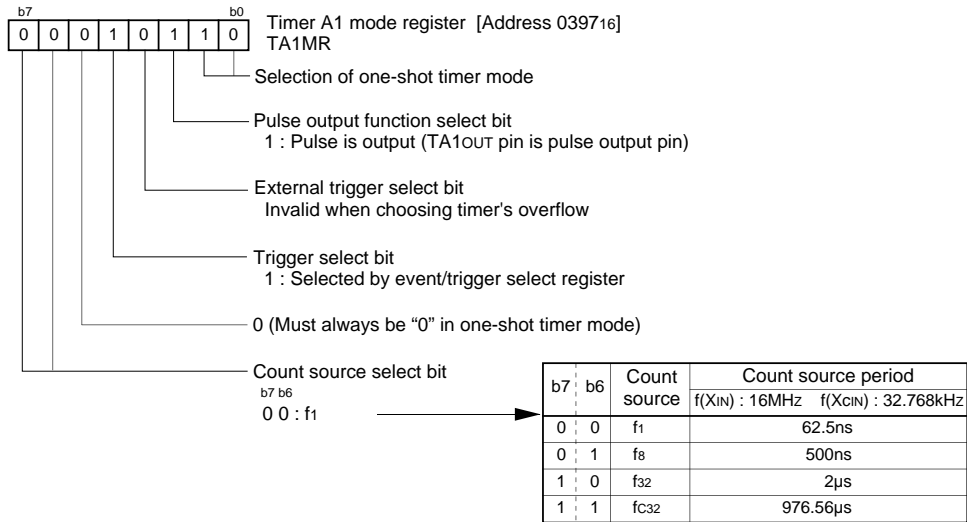 b7 b0
0 0 0 1 0 1 1 0
Timer A1 mode register [Address 039716]
TA1MR
Selection of one-shot timer mode
Pulse output function select bit
1 : Pulse is output (TA1OUT pin is pulse output pin)
External trigger select bit
Invalid when choosing timer's overflow
Trigger select bit
1 : Selected by event/trigger select register
0 (Must always be “0” in one-shot timer mode)
Count source select bit
b7 b6
0 0 : f1
b7 b6 Count source Count source period
f(XIN) : 16MHz f(XCIN) : 32.768kHz
0 0 f1 62.5ns
0 1 f8 500ns
1 0 f32 2µs
1 1 fC32 976.56µs